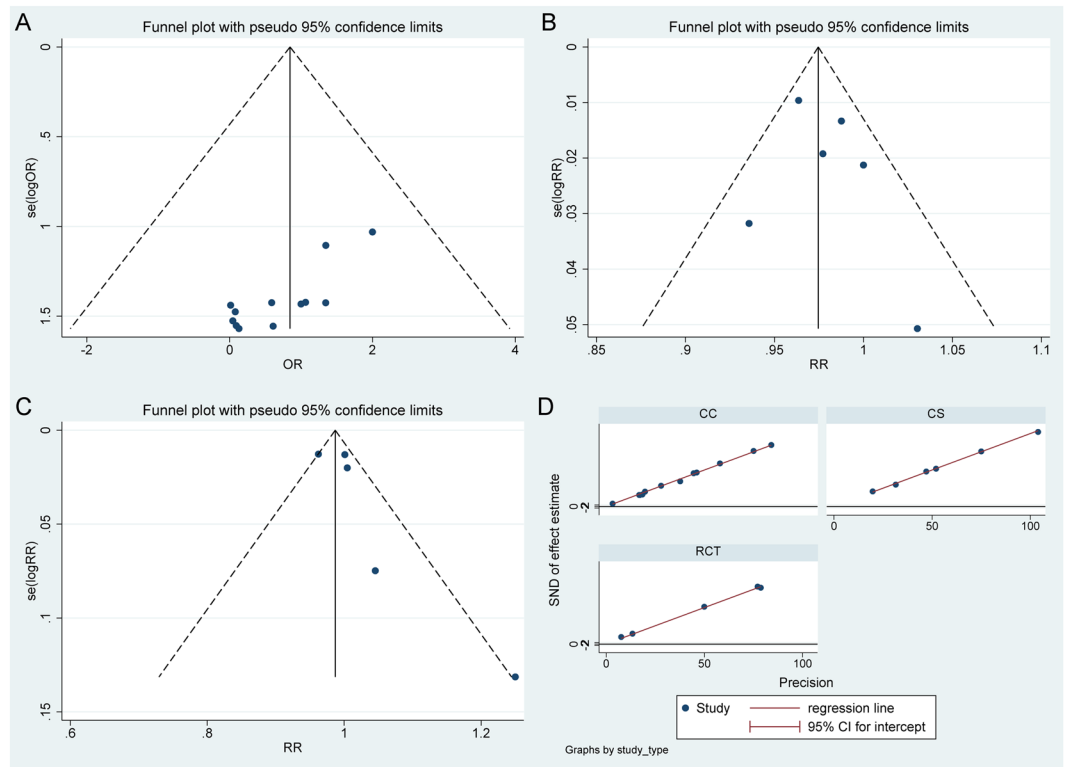 A
Funnel plot with pseudo 95% confidence limits
se(logOR)
0
.5
1
1.5
-2
0
2
4
OR
B
Funnel plot with pseudo 95% confidence limits
se(logRR)
0
.01
.02
.03
.04
.05
.85
.9
.95
1
1.05
1.1
RR
C
Funnel plot with pseudo 95% confidence limits
se(logRR)
0
.05
.1
.15
.6
.8
1
1.2
RR
D
SND of effect estimate
CC
0
-2
CS
0
50
100
RCT
0
-2
0
50
100
Precision
Study
regression line
95% CI for intercept
Graphs by study_type